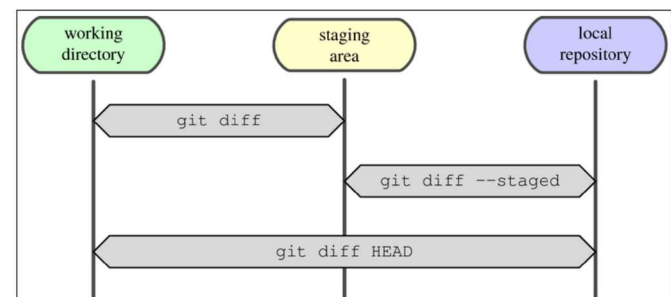 working
directory
staging
area
local
repository
git diff
git diff --staged
git diff HEAD